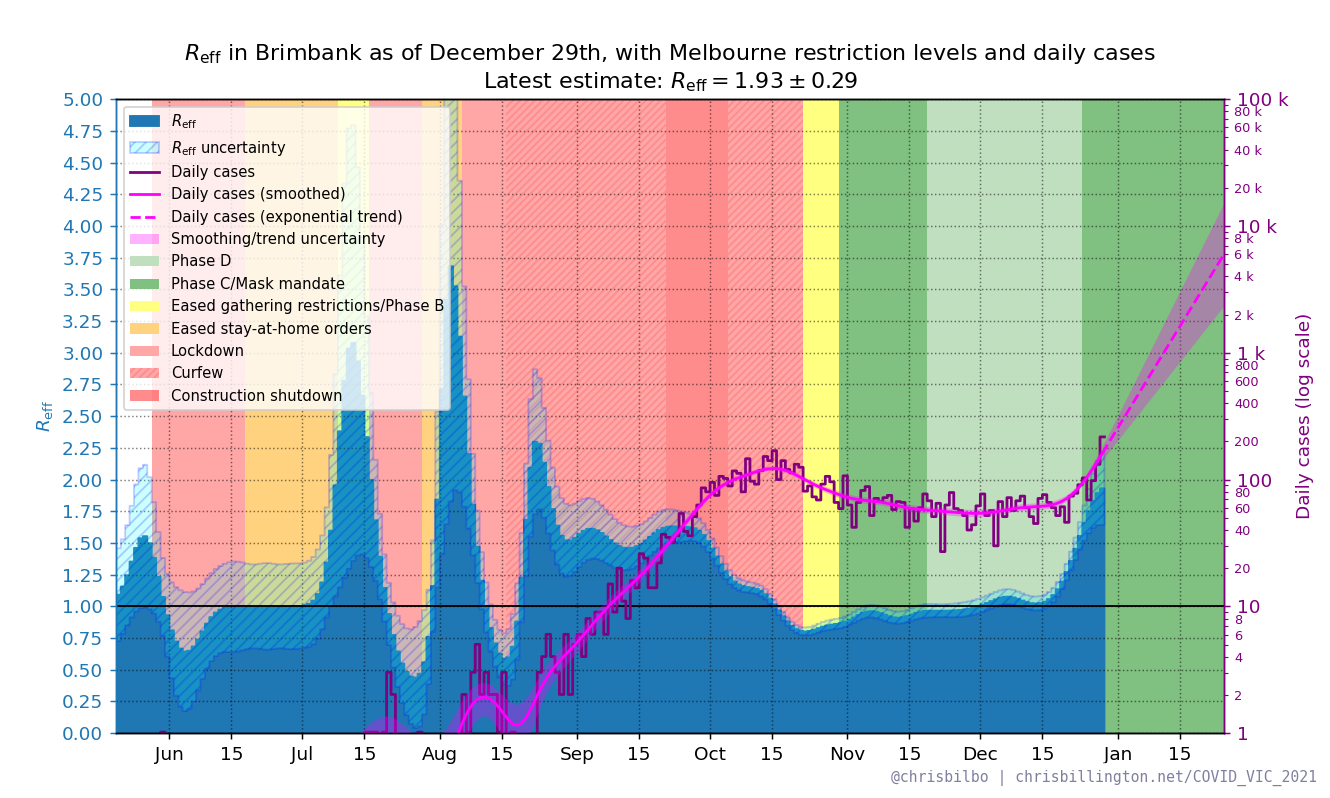 R_eff in Brimbank as of December 29th, with Melbourne restriction levels and daily cases
Latest estimate: R_eff = 1.93 ± 0.29
R_eff
R_eff uncertainty
Daily cases
Daily cases (smoothed)
Daily cases (exponential trend)
Smoothing/trend uncertainty
Phase D
Phase C/Mask mandate
Eased gathering restrictions/Phase B
Eased stay-at-home orders
Lockdown
Curfew
Construction shutdown
R_eff
5.00
4.75
4.50
4.25
4.00
3.75
3.50
3.25
3.00
2.75
2.50
2.25
2.00
1.75
1.50
1.25
1.00
0.75
0.50
0.25
0.00
Jun 15 Jul 15 Aug 15 Sep 15 Oct 15 Nov 15 Dec 15 Jan 15
100 k
80 k
60 k
40 k
20 k
10 k
8 k
6 k
4 k
2 k
1 k
800
600
400
200
100
80
60
40
20
10
8
6
4
2
1
Daily cases (log scale)
@chrisbilbo | chrisbillington.net/COVID_VIC_2021